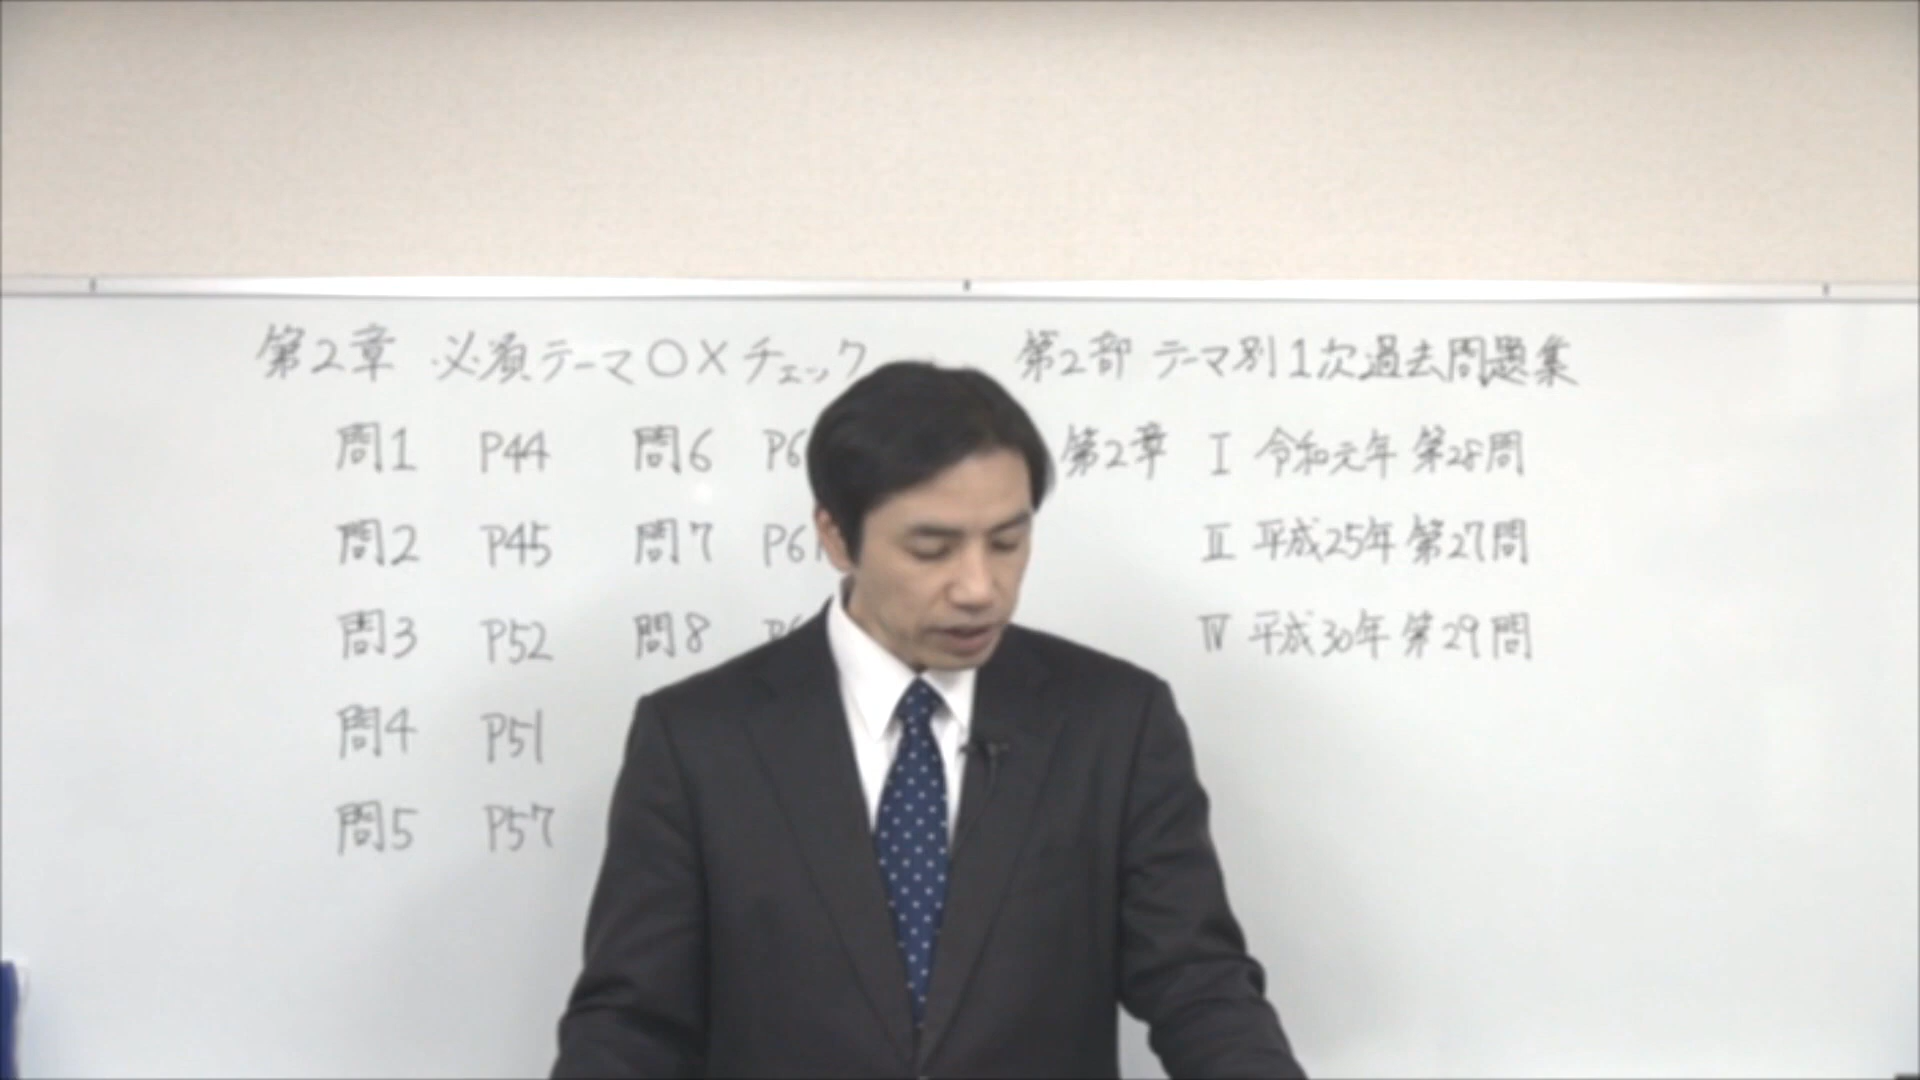 第2章 必須テーマ○×チェック
問1 P44 問6
問2 P45 問7
問3 P52 問8
問4 P51
問5 P57
第2部 テーマ別1次過去問題集
第2章 Ⅰ 令和元年 第28問
Ⅱ 平成25年 第27問
Ⅳ 平成30年 第29問